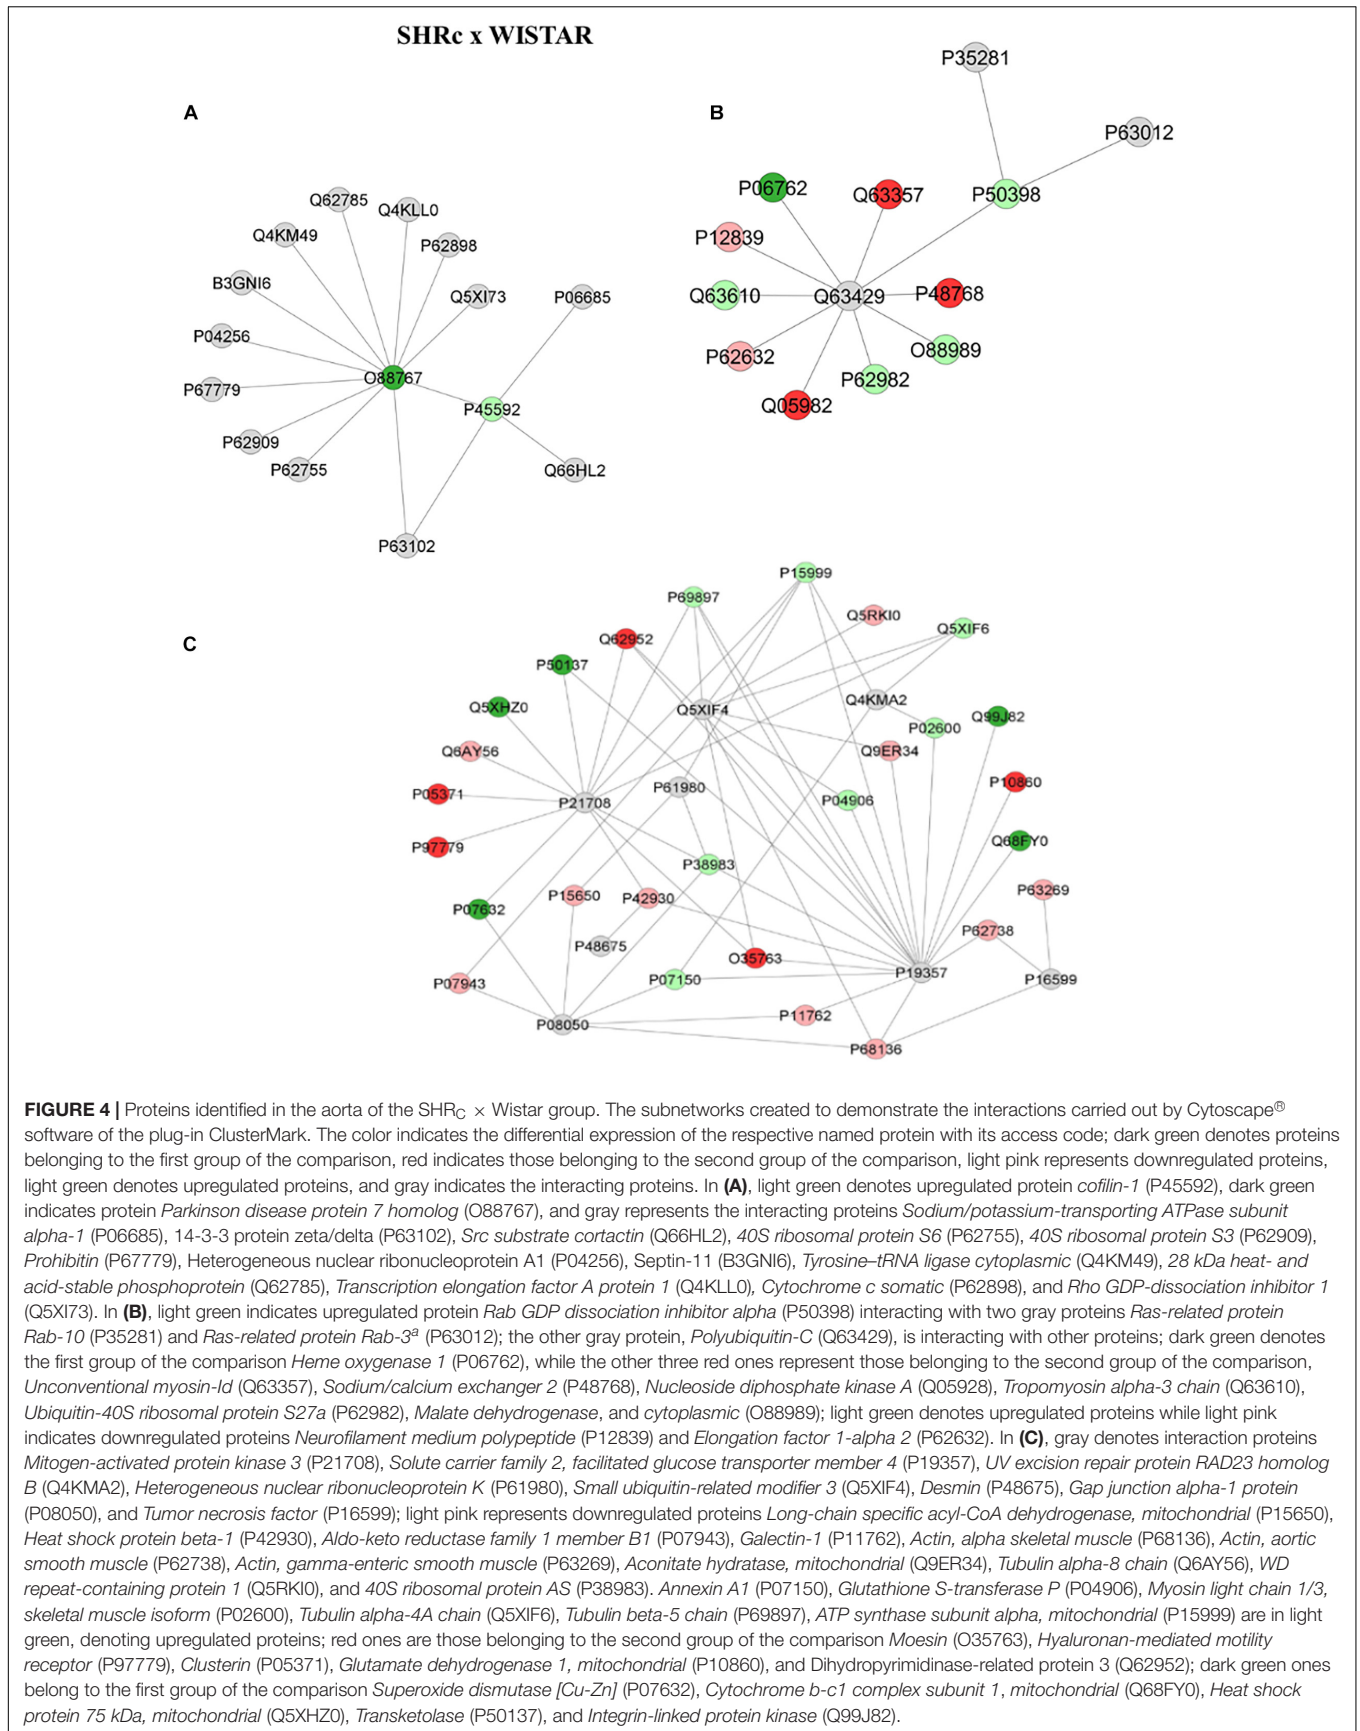 SHRc x WISTAR
A
Q62785
Q4KLL0
Q4KM49
P62898
B3GNI6
Q5XI73
P06685
P04256
O88767
P67779
P45592
P62909
P62755
Q66HL2
P63102
B
P35281
P63012
P06762
Q63357
P50398
P12839
Q63610
Q63429
P48768
P62632
O88989
P62982
Q05982
C
P15999
P69897
Q5RKI0
Q5XIF6
Q62952
P50137
Q5XHZ0
Q5XIF4
Q4KMA2
Q99J82
P02600
Q6AY56
Q9ER34
P05371
P21708
P61980
P04906
P10860
P97779
Q68FY0
P38983
P07632
P15650
P42930
P63269
P62738
P48675
O35763
P19357
P16599
P07943
P07150
P08050
P11762
P68136
FIGURE 4 | Proteins identified in the aorta of the SHRC × Wistar group. The subnetworks created to demonstrate the interactions carried out by Cytoscape®
software of the plug-in ClusterMark. The color indicates the differential expression of the respective named protein with its access code; dark green denotes proteins
belonging to the first group of the comparison, red indicates those belonging to the second group of the comparison, light pink represents downregulated proteins,
light green denotes upregulated proteins, and gray indicates the interacting proteins. In (A), light green denotes upregulated protein cofilin-1 (P45592), dark green
indicates protein Parkinson disease protein 7 homolog (O88767), and gray represents the interacting proteins Sodium/potassium-transporting ATPase subunit
alpha-1 (P06685), 14-3-3 protein zeta/delta (P63102), Src substrate cortactin (Q66HL2), 40S ribosomal protein S6 (P62755), 40S ribosomal protein S3 (P62909),
Prohibitin (P67779), Heterogeneous nuclear ribonucleoprotein A1 (P04256), Septin-11 (B3GNI6), Tyrosine–tRNA ligase cytoplasmic (Q4KM49), 28 kDa heat- and
acid-stable phosphoprotein (Q62785), Transcription elongation factor A protein 1 (Q4KLL0), Cytochrome c somatic (P62898), and Rho GDP-dissociation inhibitor 1
(Q5XI73). In (B), light green indicates upregulated protein Rab GDP dissociation inhibitor alpha (P50398) interacting with two gray proteins Ras-related protein
Rab-10 (P35281) and Ras-related protein Rab-3a (P63012); the other gray protein, Polyubiquitin-C (Q63429), is interacting with other proteins; dark green denotes
the first group of the comparison Heme oxygenase 1 (P06762), while the other three red ones represent those belonging to the second group of the comparison,
Unconventional myosin-Id (Q63357), Sodium/calcium exchanger 2 (P48768), Nucleoside diphosphate kinase A (Q05928), Tropomyosin alpha-3 chain (Q63610),
Ubiquitin-40S ribosomal protein S27a (P62982), Malate dehydrogenase, and cytoplasmic (O88989); light green denotes upregulated proteins while light pink
indicates downregulated proteins Neurofilament medium polypeptide (P12839) and Elongation factor 1-alpha 2 (P62632). In (C), gray denotes interaction proteins
Mitogen-activated protein kinase 3 (P21708), Solute carrier family 2, facilitated glucose transporter member 4 (P19357), UV excision repair protein RAD23 homolog
B (Q4KMA2), Heterogeneous nuclear ribonucleoprotein K (P61980), Small ubiquitin-related modifier 3 (Q5XIF4), Desmin (P48675), Gap junction alpha-1 protein
(P08050), and Tumor necrosis factor (P16599); light pink represents downregulated proteins Long-chain specific acyl-CoA dehydrogenase, mitochondrial (P15650),
Heat shock protein beta-1 (P42930), Aldo-keto reductase family 1 member B1 (P07943), Galectin-1 (P11762), Actin, alpha skeletal muscle (P68136), Actin, aortic
smooth muscle (P62738), Actin, gamma-enteric smooth muscle (P63269), Aconitate hydratase, mitochondrial (Q9ER34), Tubulin alpha-8 chain (Q6AY56), WD
repeat-containing protein 1 (Q5RKI0), and 40S ribosomal protein AS (P38983). Annexin A1 (P07150), Glutathione S-transferase P (P04906), Myosin light chain 1/3,
skeletal muscle isoform (P02600), Tubulin alpha-4A chain (Q5XIF6), Tubulin beta-5 chain (P69897), ATP synthase subunit alpha, mitochondrial (P15999) are in light
green, denoting upregulated proteins; red ones are those belonging to the second group of the comparison Moesin (O35763), Hyaluronan-mediated motility
receptor (P97779), Clusterin (P05371), Glutamate dehydrogenase 1, mitochondrial (P10860), and Dihydropyrimidinase-related protein 3 (Q62952); dark green ones
belong to the first group of the comparison Superoxide dismutase [Cu-Zn] (P07632), Cytochrome b-c1 complex subunit 1, mitochondrial (Q68FY0), Heat shock
protein 75 kDa, mitochondrial (Q5XHZ0), Transketolase (P50137), and Integrin-linked protein kinase (Q99J82).